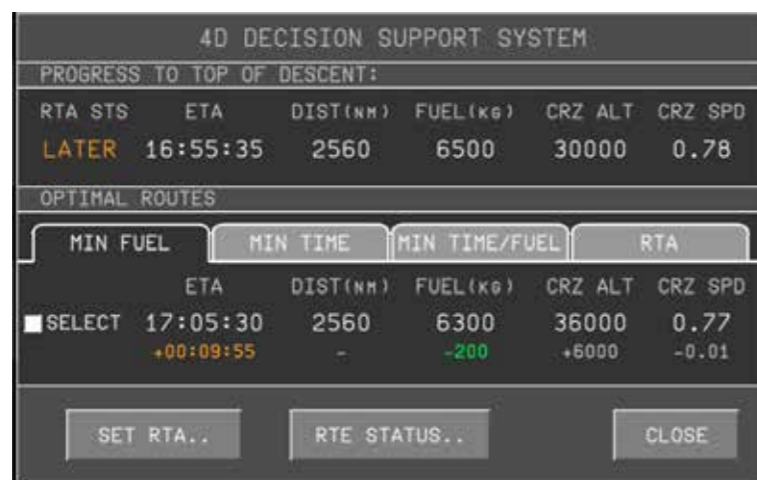 4D DECISION SUPPORT SYSTEM
PROGRESS TO TOP OF DESCENT:
RTA STS ETA DIST(NM) FUEL(KG) CRZ ALT CRZ SPD
LATER 16:55:35 2560 6500 30000 0.78
OPTIMAL ROUTES
MIN FUEL MIN TIME MIN TIME/FUEL RTA
ETA DIST(NM) FUEL(KG) CRZ ALT CRZ SPD
SELECT 17:05:30 2560 6300 36000 0.77
+00:09:55 - -200 +6000 -0.01
SET RTA.. RTE STATUS.. CLOSE